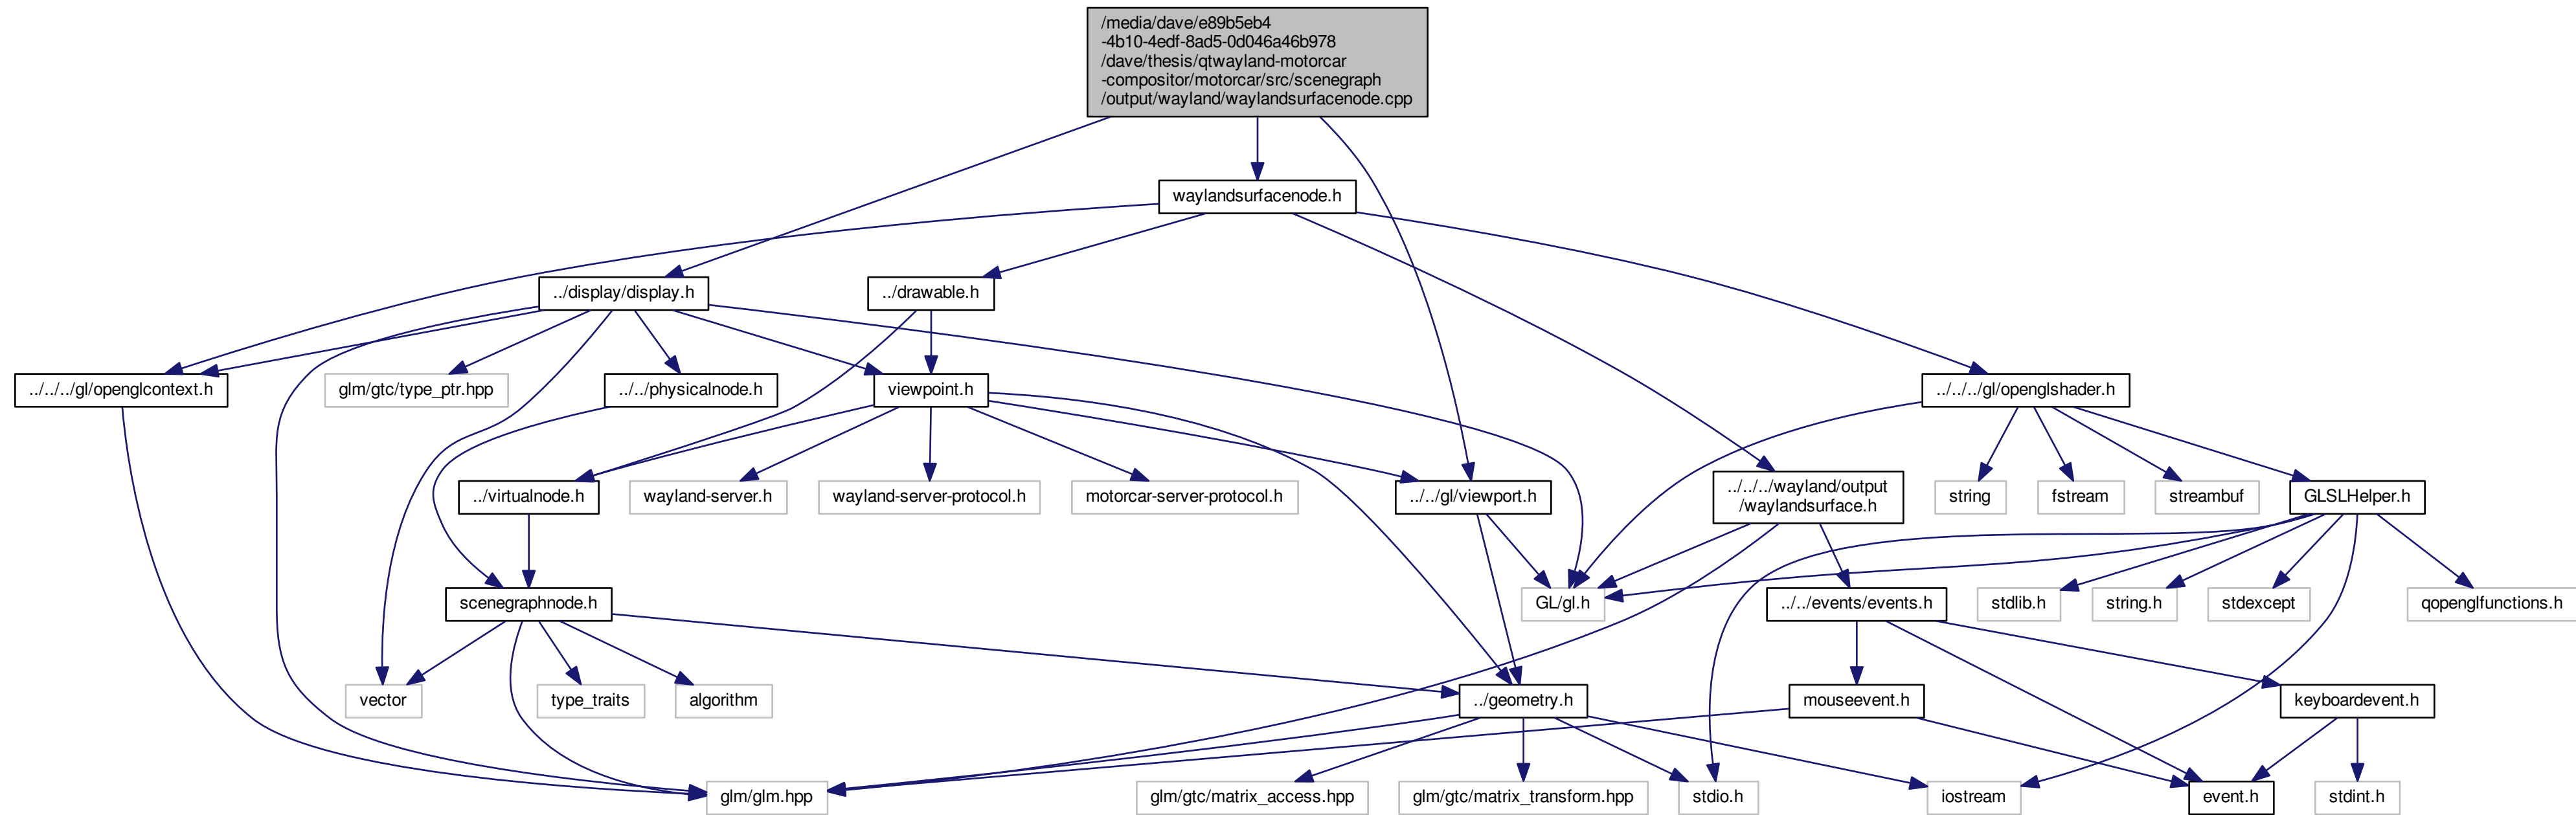 /media/dave/e89b5eb4
-4b10-4edf-8ad5-0d046a46b978
/dave/thesis/qtwayland-motorcar
-compositor/motorcar/src/scenegraph
/output/wayland/waylandsurfacenode.cpp
waylandsurfacenode.h
../display/display.h
../drawable.h
../../../gl/openglcontext.h
glm/gtc/type_ptr.hpp
../../physicalnode.h
viewpoint.h
../../../gl/openglshader.h
../virtualnode.h
wayland-server.h
wayland-server-protocol.h
motorcar-server-protocol.h
../../gl/viewport.h
../../../wayland/output
/waylandsurface.h
string
fstream
streambuf
GLSLHelper.h
scenegraphnode.h
GL/gl.h
../../events/events.h
stdlib.h
string.h
stdexcept
qopenglfunctions.h
vector
type_traits
algorithm
../geometry.h
mouseevent.h
keyboardevent.h
glm/glm.hpp
glm/gtc/matrix_access.hpp
glm/gtc/matrix_transform.hpp
stdio.h
iostream
event.h
stdint.h